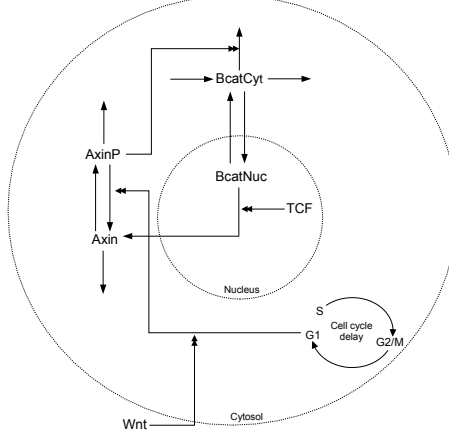 BcatCyt
AxinP
BcatNuc
TCF
Axin
Nucleus
S
Cell cycle
delay
G1
G2/M
Cytosol
Wnt